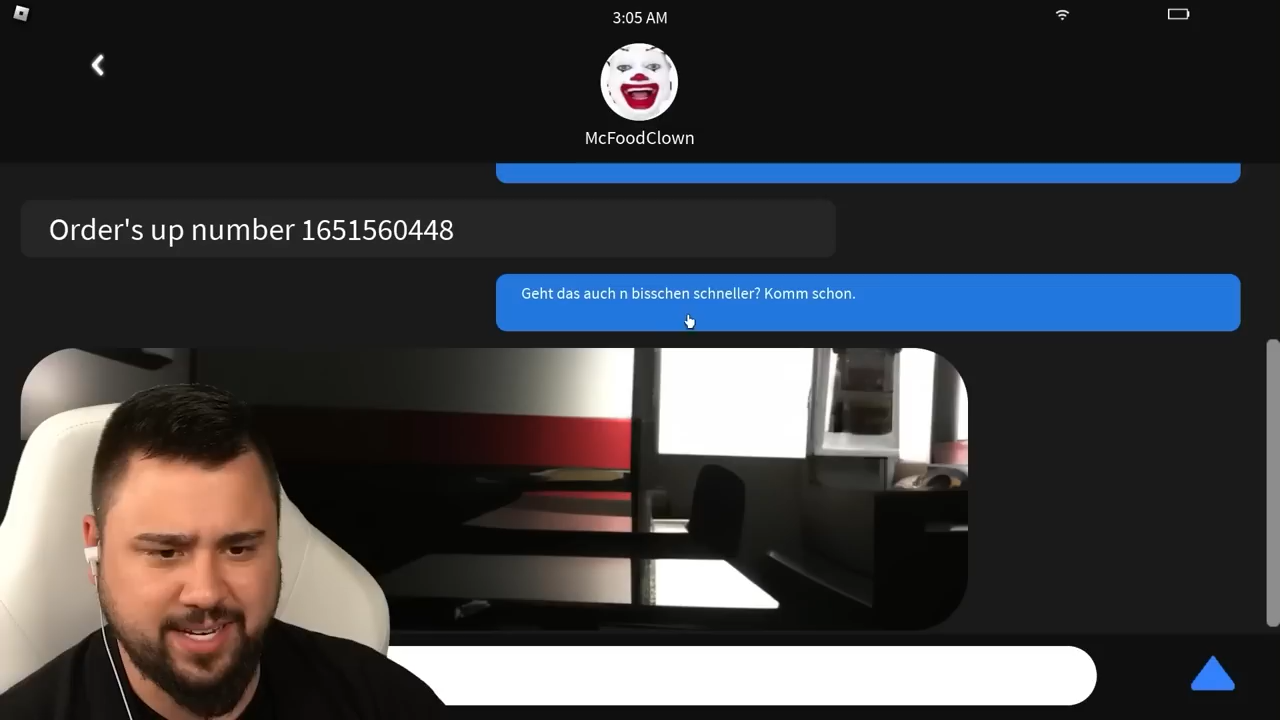 3:05 AM
McFoodClown
Order's up number 1651560448
Geht das auch n bisschen schneller? Komm schon.